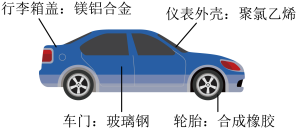 行李箱盖：镁铝合金
仪表外壳：聚氯乙烯
车门：玻璃钢
轮胎：合成橡胶